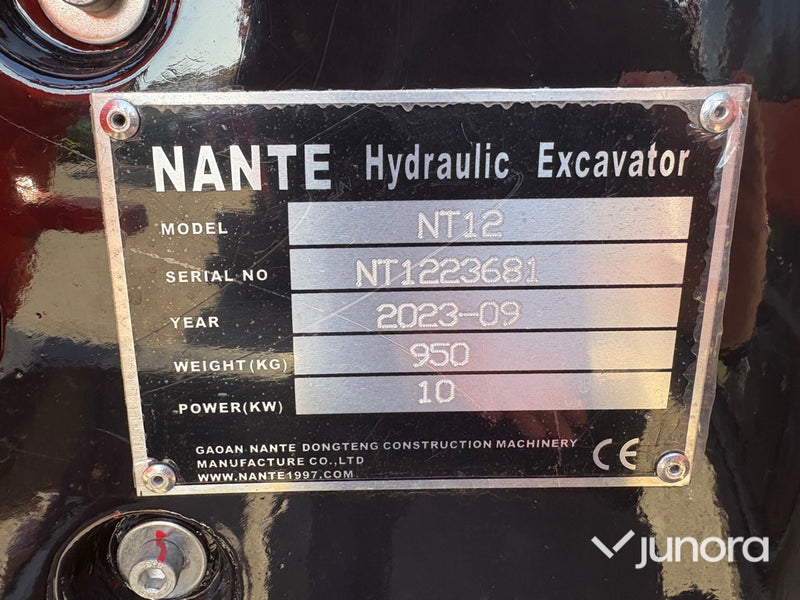 NANTE Hydraulic Excavator
MODEL NT12
SERIAL NO NT1223681
YEAR 2023-09
WEIGHT(KG) 950
POWER(KW) 10
GAOAN NANTE DONGTENG CONSTRUCTION MACHINERY
MANUFACTURE CO.,LTD
WWW.NANTE1997.COM
CE
junora